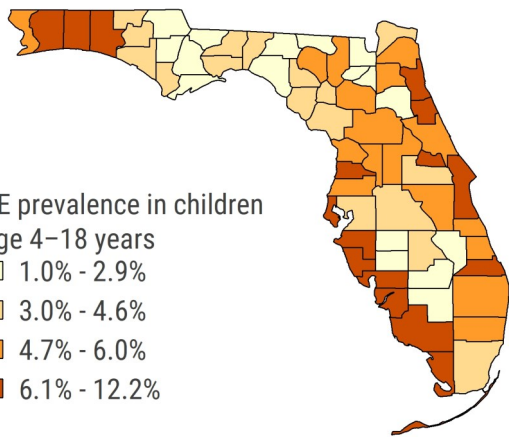 E prevalence in children
ge 4–18 years
1.0% - 2.9%
3.0% - 4.6%
4.7% - 6.0%
6.1% - 12.2%